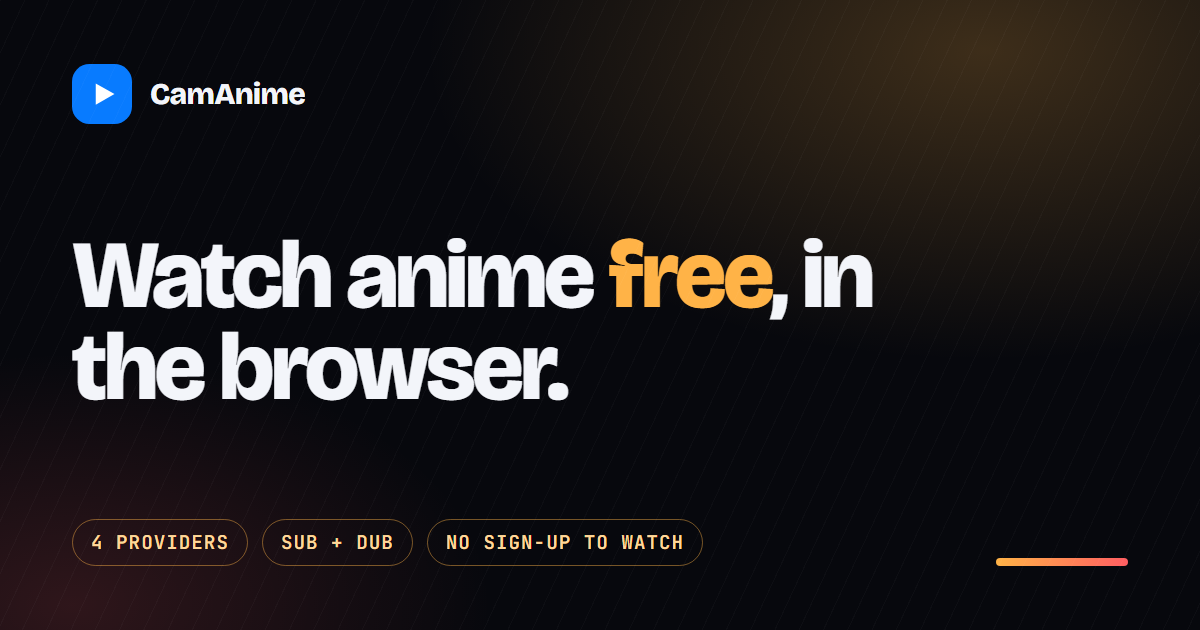 CamAnime
Watch anime free, in
the browser.
4 PROVIDERS
SUB + DUB
NO SIGN-UP TO WATCH